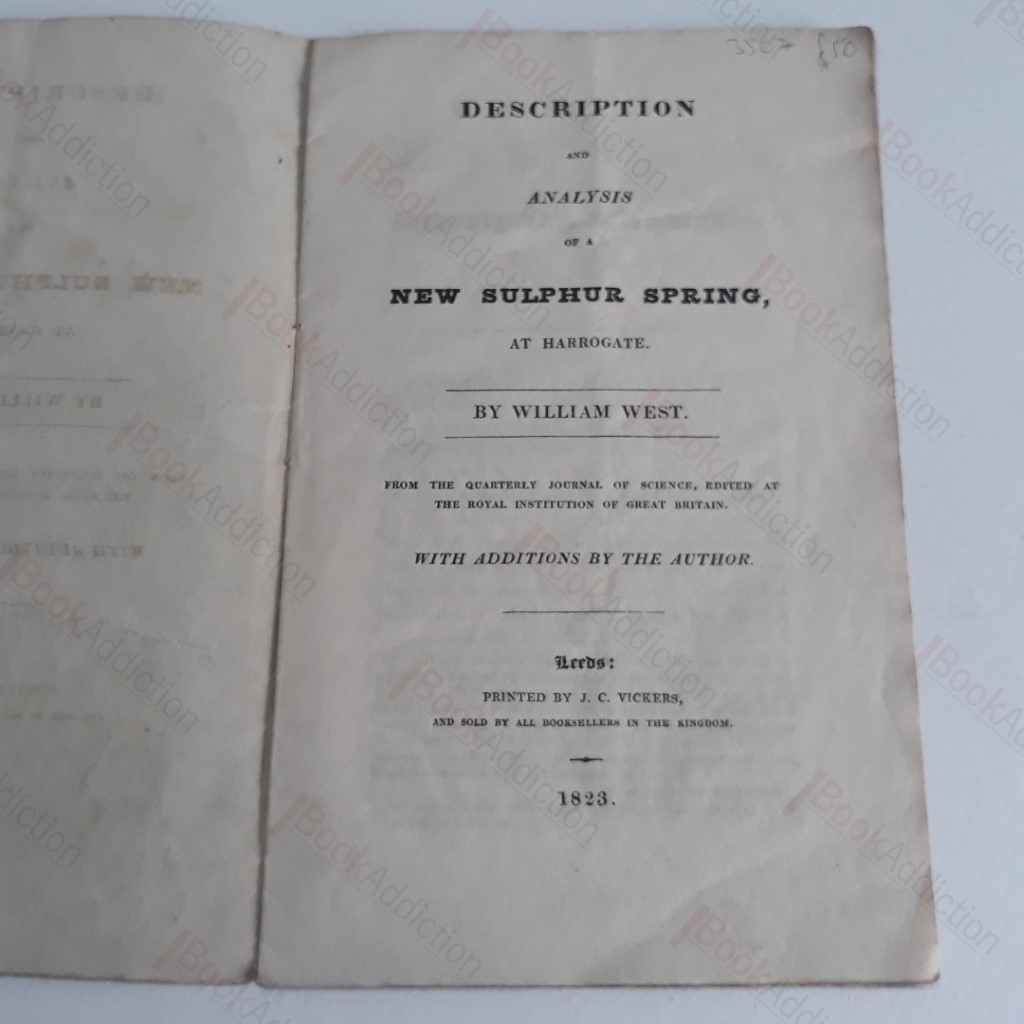 £50
DESCRIPTION
AND
ANALYSIS
OF A
NEW SULPHUR SPRING,
AT HARROGATE.
BY WILLIAM WEST.
FROM THE QUARTERLY JOURNAL OF SCIENCE, EDITED AT
THE ROYAL INSTITUTION OF GREAT BRITAIN.
WITH ADDITIONS BY THE AUTHOR.
Leeds:
PRINTED BY J. C. VICKERS,
AND SOLD BY ALL BOOKSELLERS IN THE KINGDOM.
1823.
BookAddiction